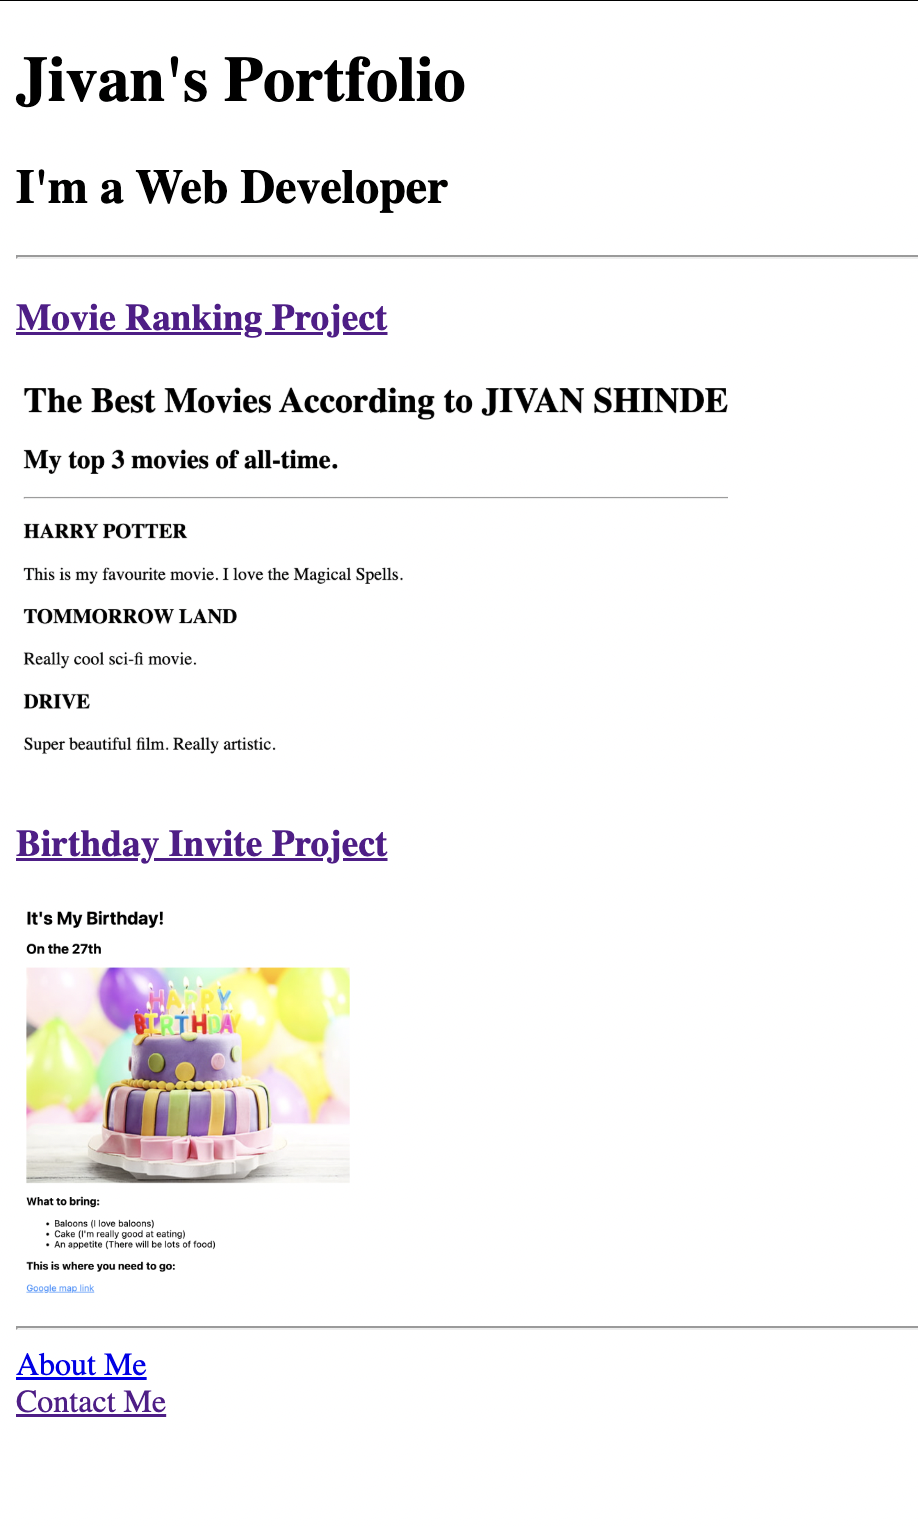 Jivan's Portfolio
I'm a Web Developer
Movie Ranking Project
The Best Movies According to JIVAN SHINDE
My top 3 movies of all-time.
HARRY POTTER
This is my favourite movie. I love the Magical Spells.
TOMMORROW LAND
Really cool sci-fi movie.
DRIVE
Super beautiful film. Really artistic.
Birthday Invite Project
It's My Birthday!
On the 27th
HAPPY
BIRTHDAY
What to bring:
• Baloons (I love baloons)
• Cake (I'm really good at eating)
• An appetite (There will be lots of food)
This is where you need to go:
Google map link
About Me
Contact Me